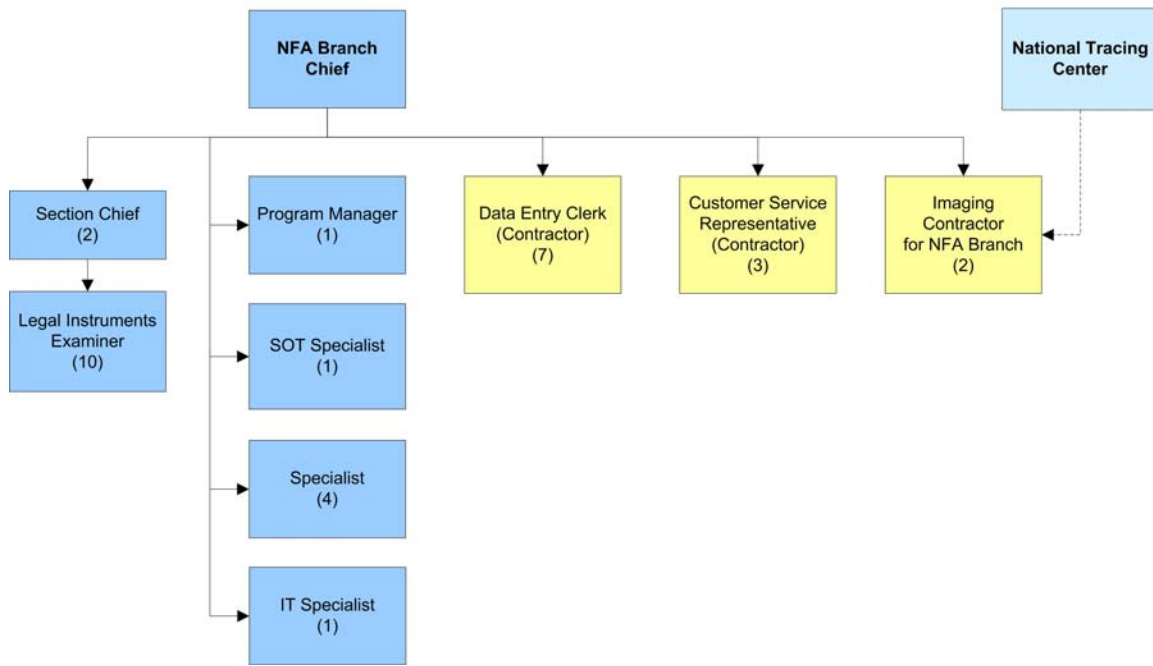 NFA Branch
Chief
National Tracing
Center
Section Chief
(2)
Legal Instruments
Examiner
(10)
Program Manager
(1)
SOT Specialist
(1)
Specialist
(4)
IT Specialist
(1)
Data Entry Clerk
(Contractor)
(7)
Customer Service
Representative
(Contractor)
(3)
Imaging
Contractor
for NFA Branch
(2)